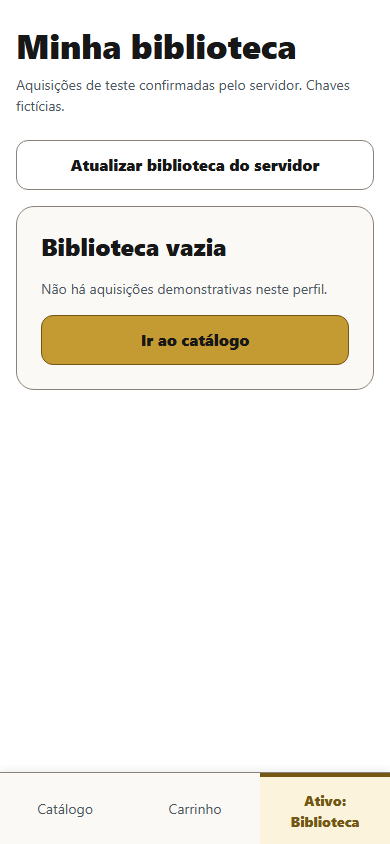 Minha biblioteca
Aquisições de teste confirmadas pelo servidor. Chaves
fictícias.
Atualizar biblioteca do servidor
Biblioteca vazia
Não há aquisições demonstrativas neste perfil.
Ir ao catálogo
Catálogo
Carrinho
Ativo:
Biblioteca